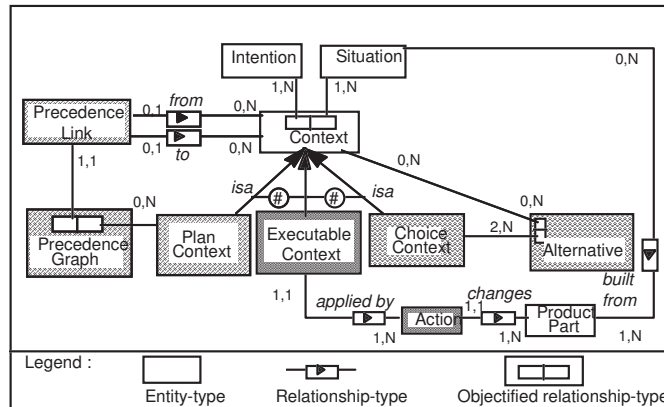 Intention
Situation
0,N
1,N
1,N
Precedence
Link
0,1
from
0,N
0,1
to
0,N
Context
1,1
0,N
isa
#
#
isa
0,N
0,N
Precedence
Graph
Plan
Context
Executable
Context
Choice
Context
2,N
Alternative
built
from
1,1
applied by
1,N
Action
1,1
changes
1,N
Product
Part
1,N
Legend :
Entity-type
Relationship-type
Objectified relationship-type